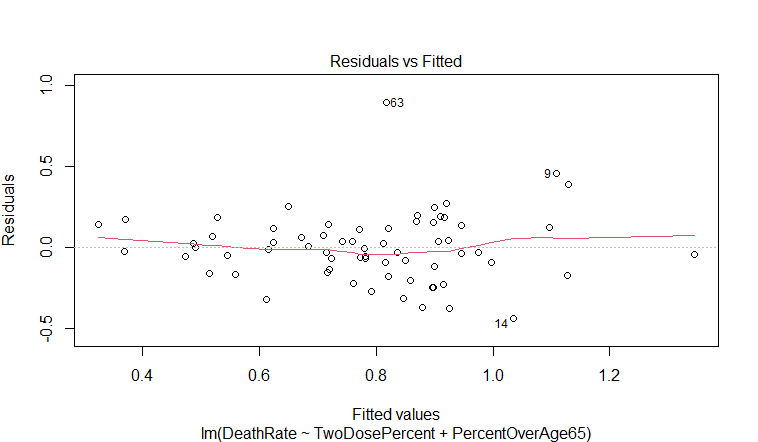 Residuals vs Fitted
1.0
0.5
0.0
-0.5
Residuals
63
9
14
0.4 0.6 0.8 1.0 1.2
Fitted values
lm(DeathRate ~ TwoDosePercent + PercentOverAge65)